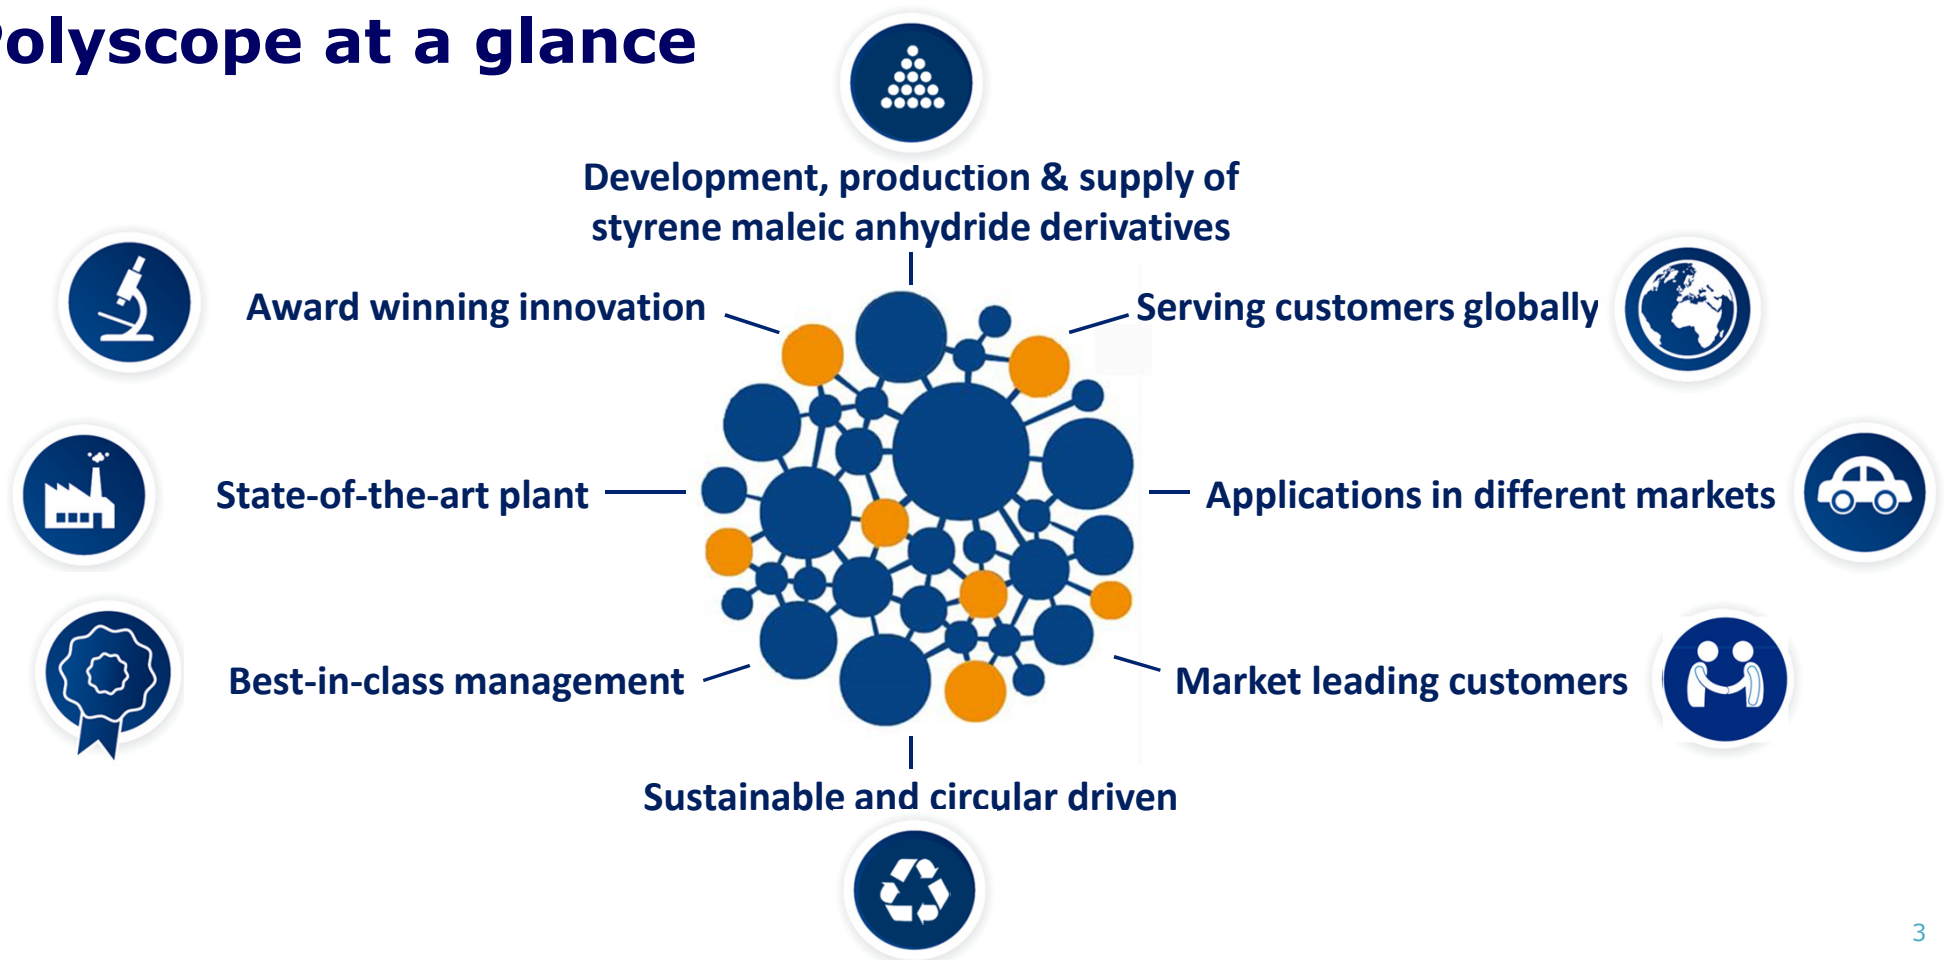 Polyscope at a glance
Development, production & supply of
styrene maleic anhydride derivatives
Award winning innovation
Serving customers globally
State-of-the-art plant
Applications in different markets
Best-in-class management
Market leading customers
Sustainable and circular driven
3